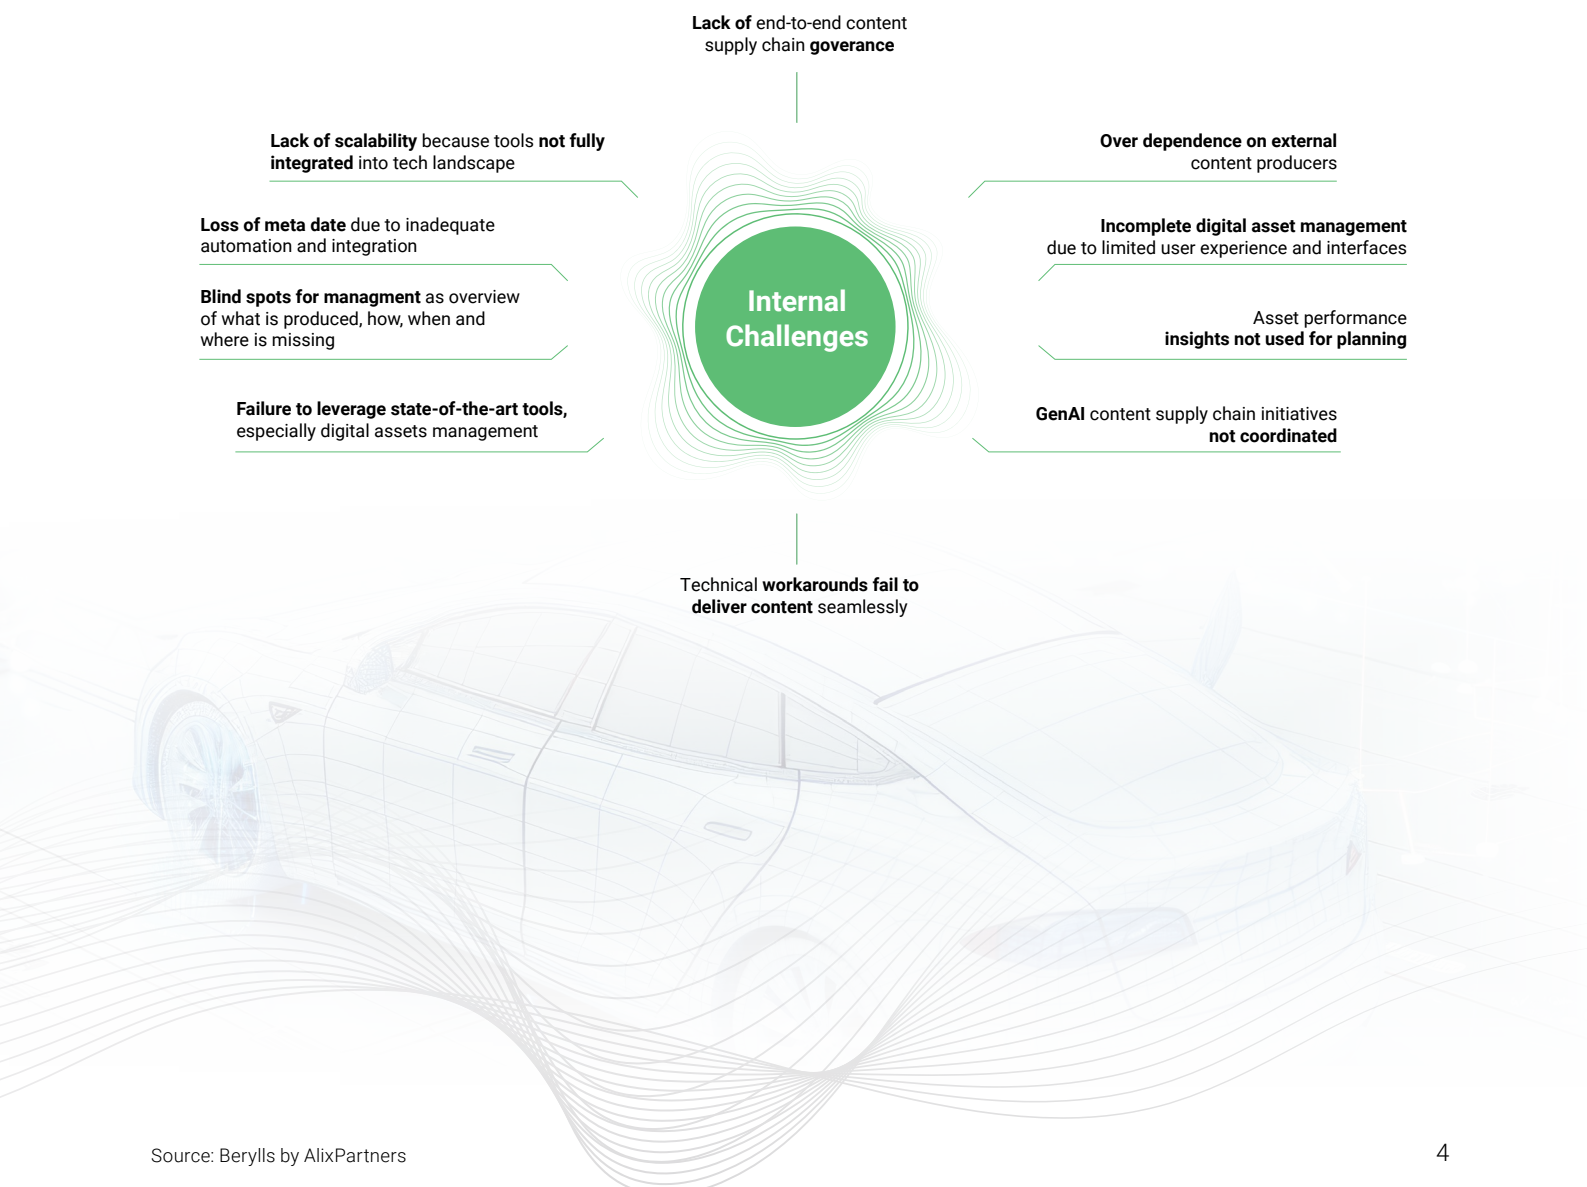 Lack of end-to-end content
supply chain goverance
Lack of scalability because tools not fully
integrated into tech landscape
Loss of meta date due to inadequate
automation and integration
Blind spots for managment as overview
of what is produced, how, when and
where is missing
Failure to leverage state-of-the-art tools,
especially digital assets management
Internal
Challenges
Over dependence on external
content producers
Incomplete digital asset management
due to limited user experience and interfaces
Asset performance
insights not used for planning
GenAI content supply chain initiatives
not coordinated
Technical workarounds fail to
deliver content seamlessly
Source: Berylls by AlixPartners
4